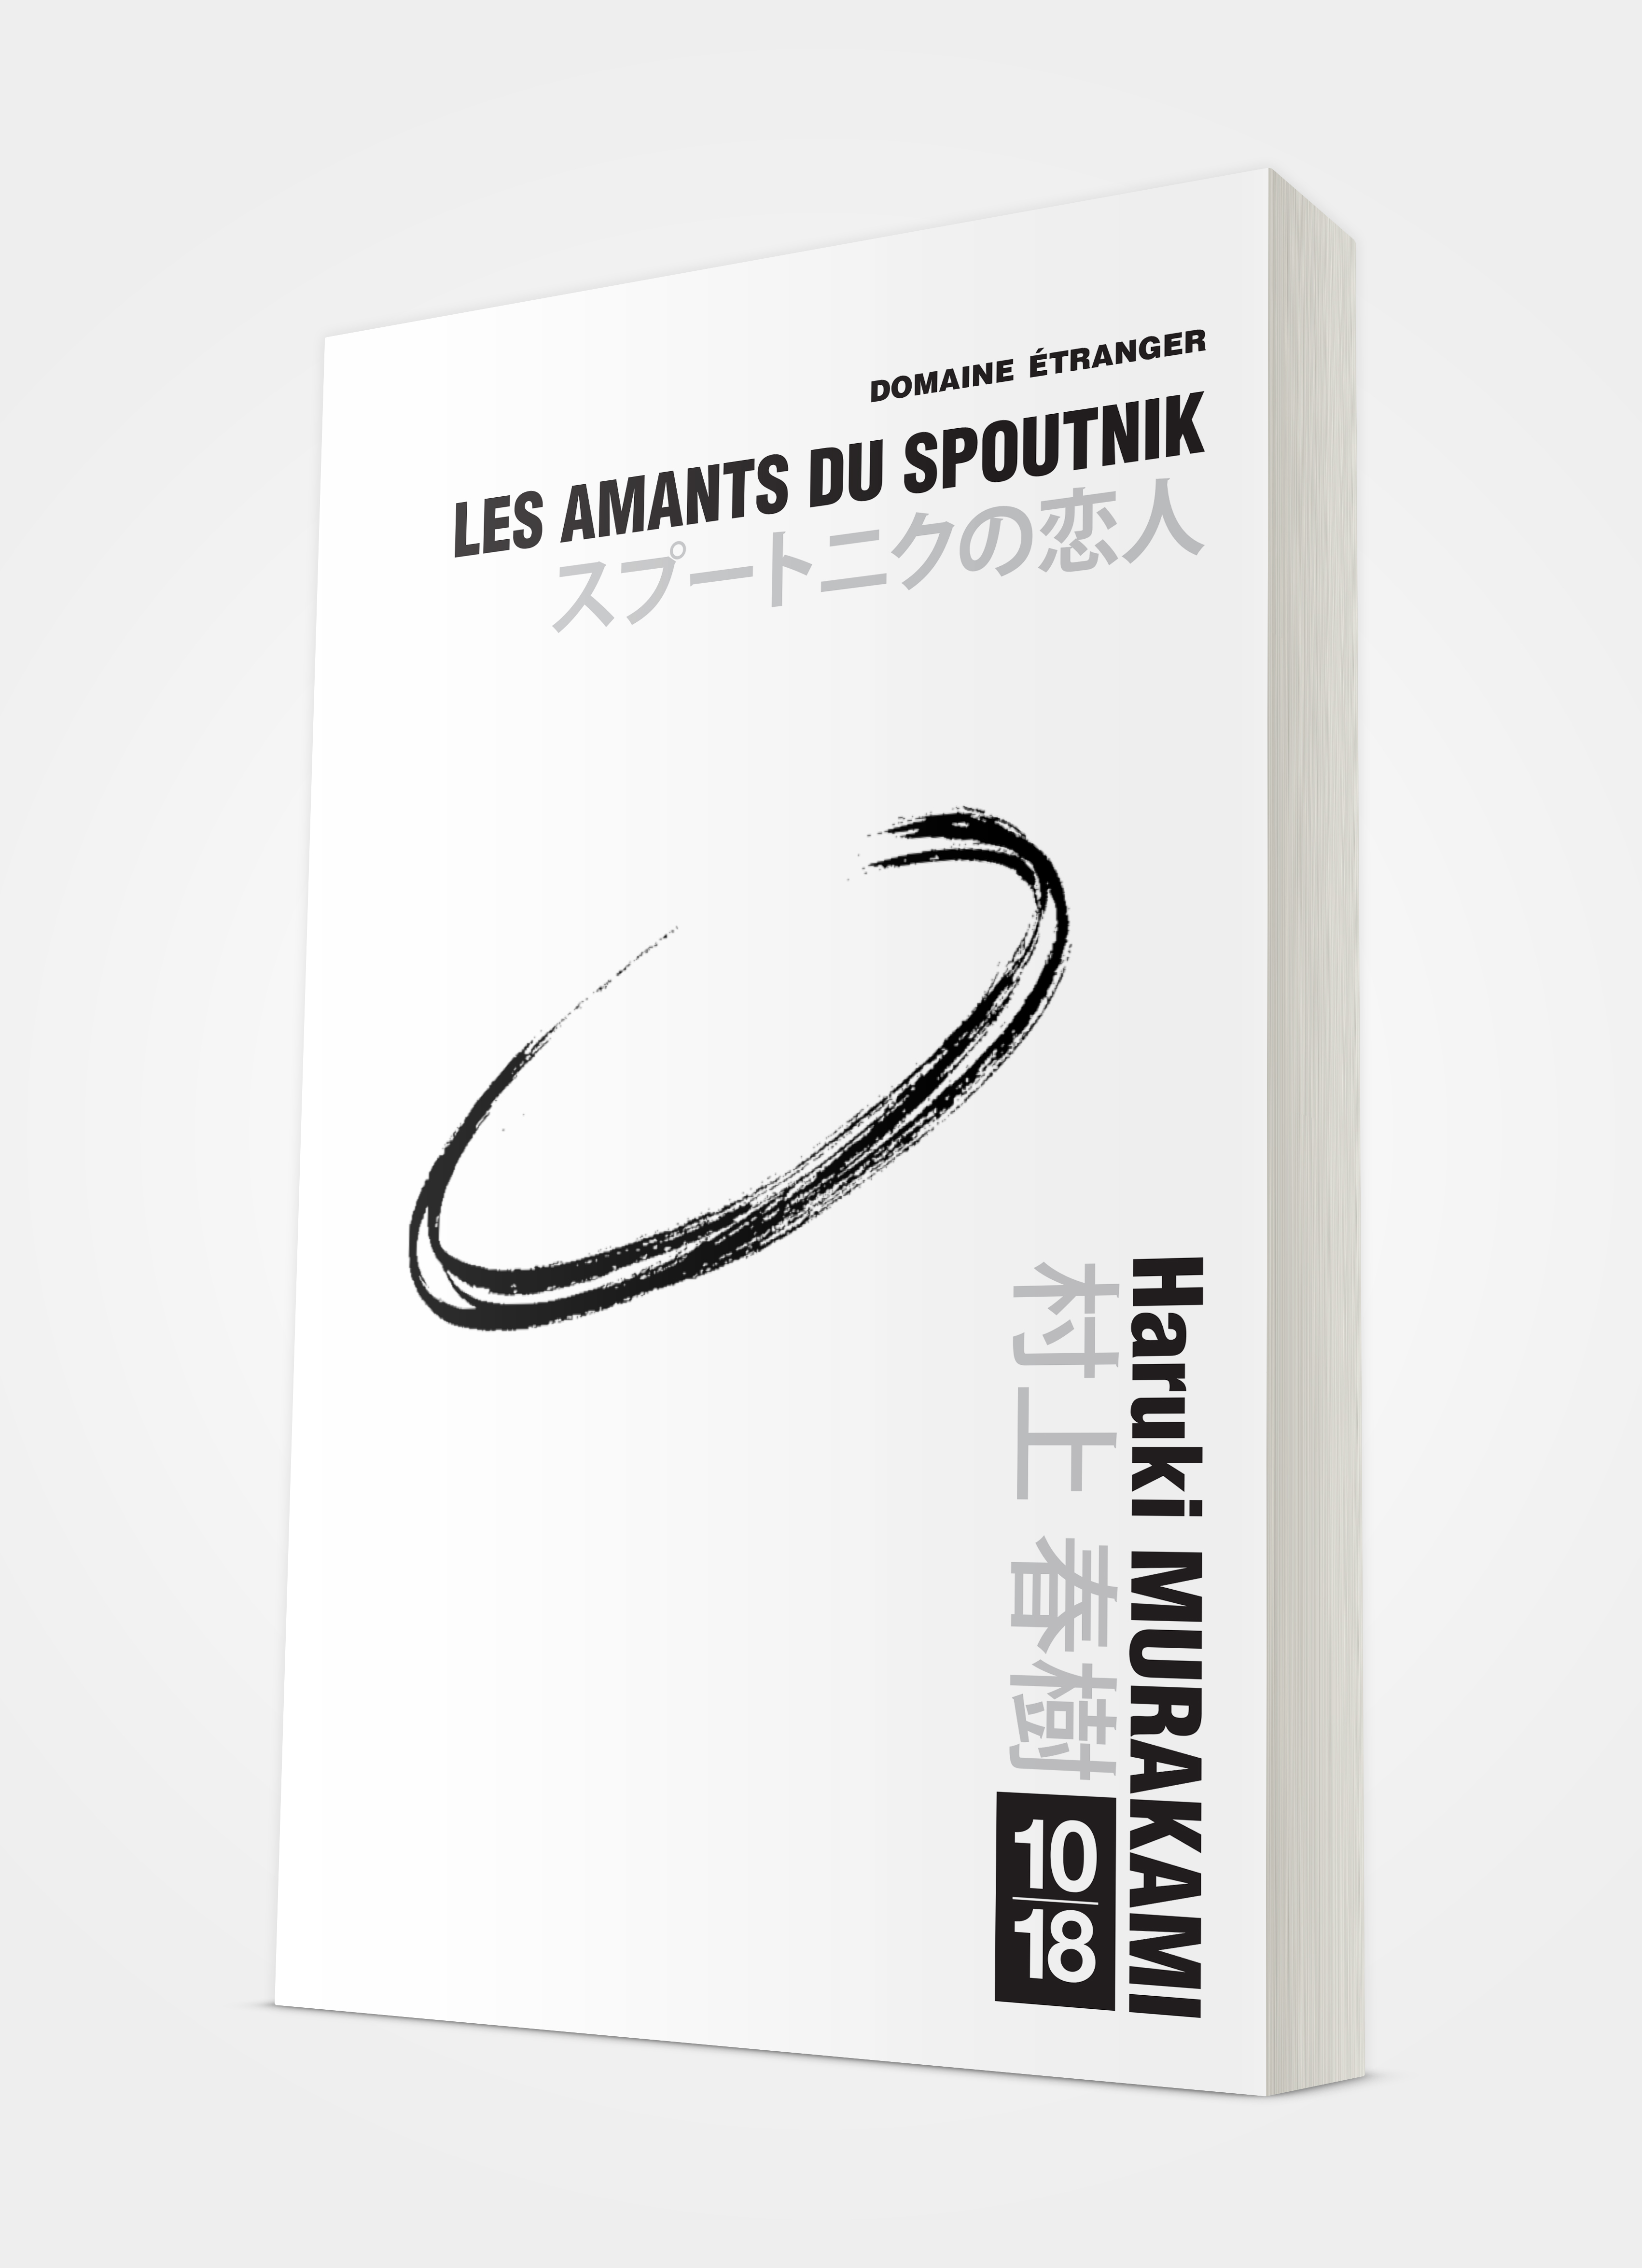 DOMAINE ÉTRANGER
LES AMANTS DU SPOUTNIK
スプートニクの恋人
Haruki MURAKAMI
村上 春樹
10
18